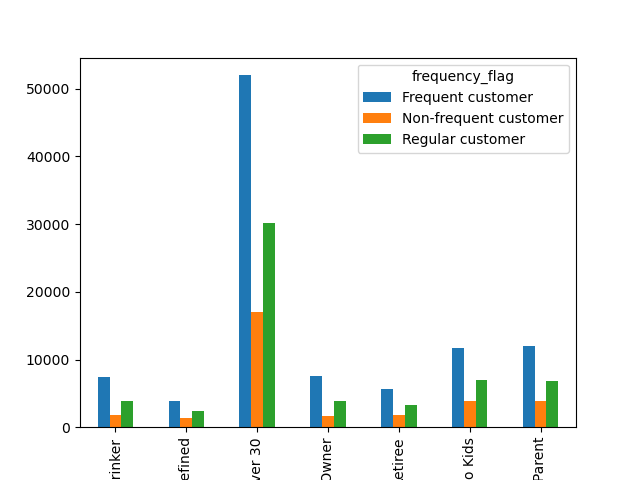 50000
40000
30000
20000
10000
0
frequency_flag
Frequent customer
Non-frequent customer
Regular customer
rinker
efined
ver 30
Owner
etiree
o Kids
Parent